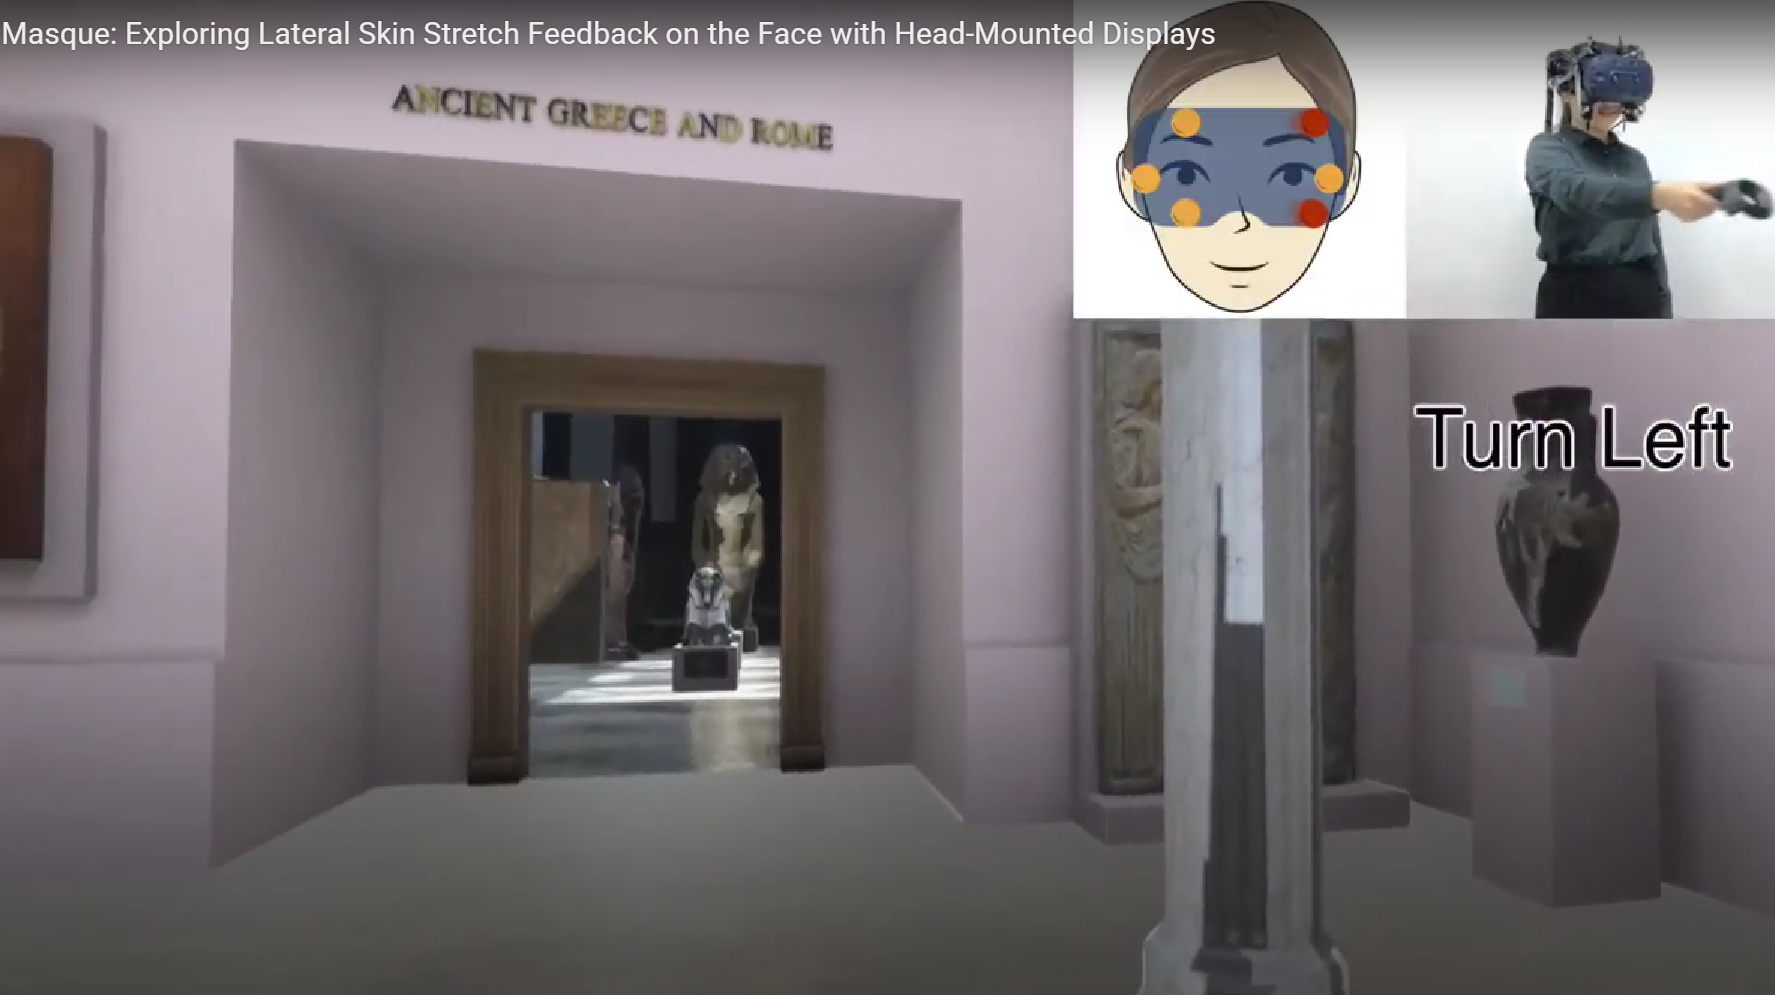 Masque: Exploring Lateral Skin Stretch Feedback on the Face with Head-Mounted Displays
ANCIENT GREECE AND ROME
Turn Left